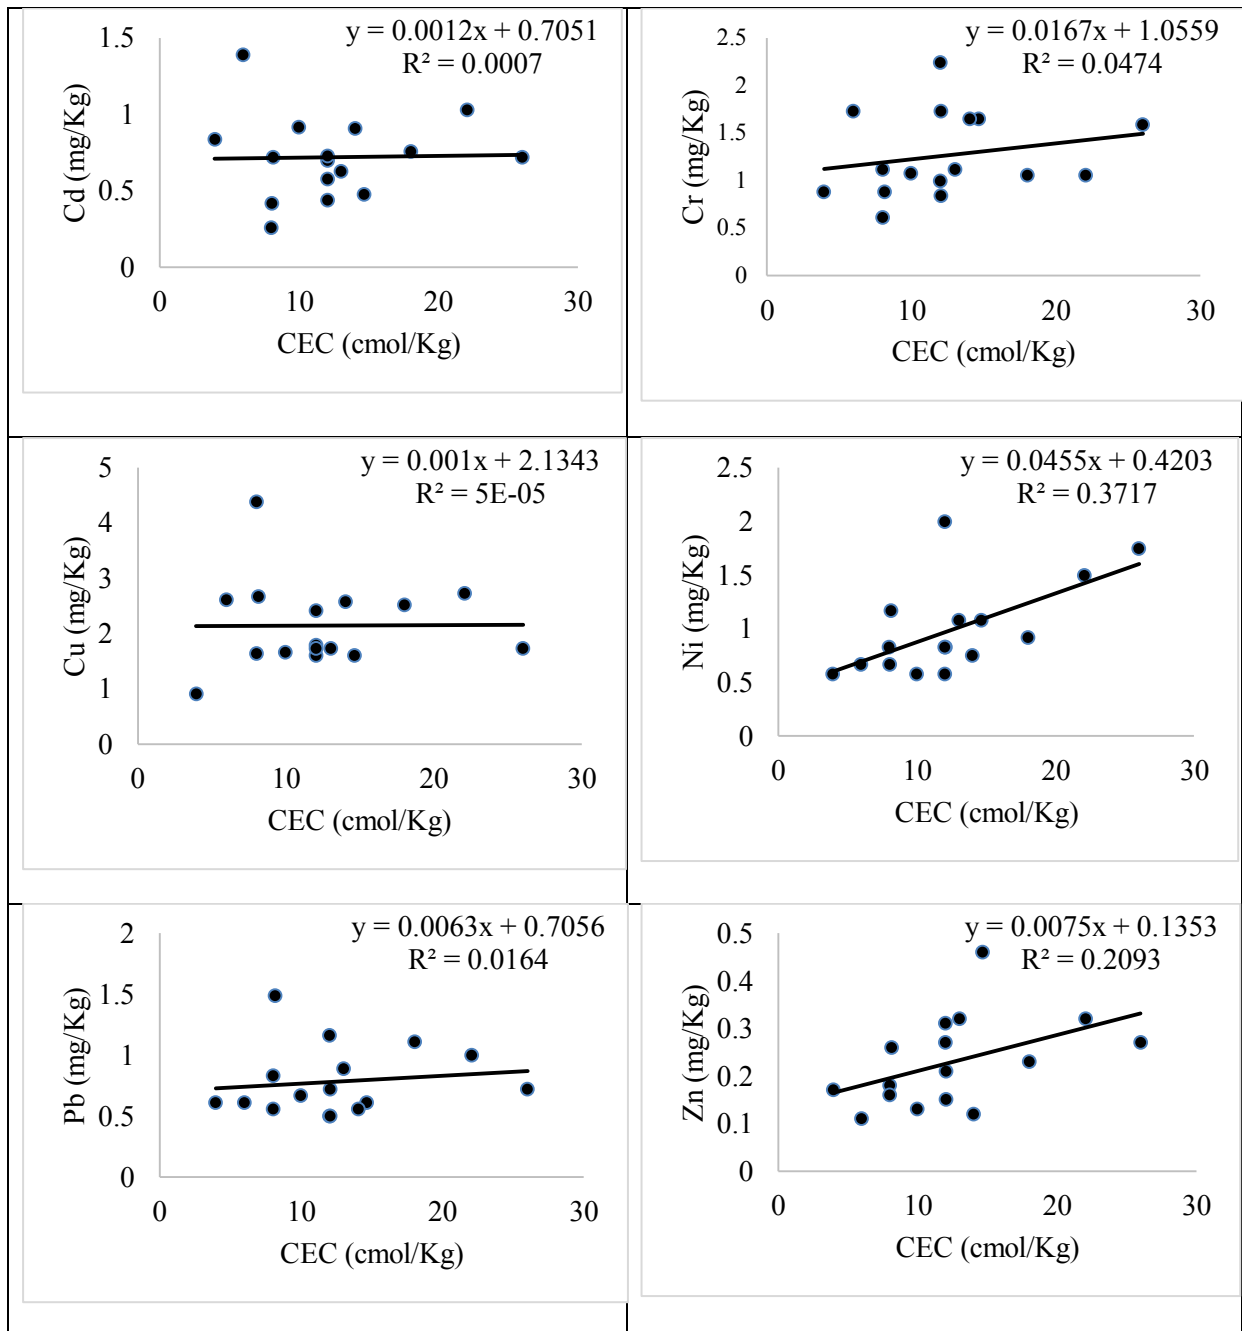 y = 0.0012x + 0.7051
R² = 0.0007
1.5
1
0.5
0
Cd (mg/Kg)
0 10 20 30
CEC (cmol/Kg)
y = 0.0167x + 1.0559
R² = 0.0474
2.5
2
1.5
1
0.5
0
Cr (mg/Kg)
0 10 20 30
CEC (cmol/Kg)
y = 0.001x + 2.1343
R² = 5E-05
5
4
3
2
1
0
Cu (mg/Kg)
0 10 20 30
CEC (cmol/Kg)
y = 0.0455x + 0.4203
R² = 0.3717
2.5
2
1.5
1
0.5
0
Ni (mg/Kg)
0 10 20 30
CEC (cmol/Kg)
y = 0.0063x + 0.7056
R² = 0.0164
2
1.5
1
0.5
0
Pb (mg/Kg)
0 10 20 30
CEC (cmol/Kg)
y = 0.0075x + 0.1353
R² = 0.2093
0.5
0.4
0.3
0.2
0.1
0
Zn (mg/Kg)
0 10 20 30
CEC (cmol/Kg)